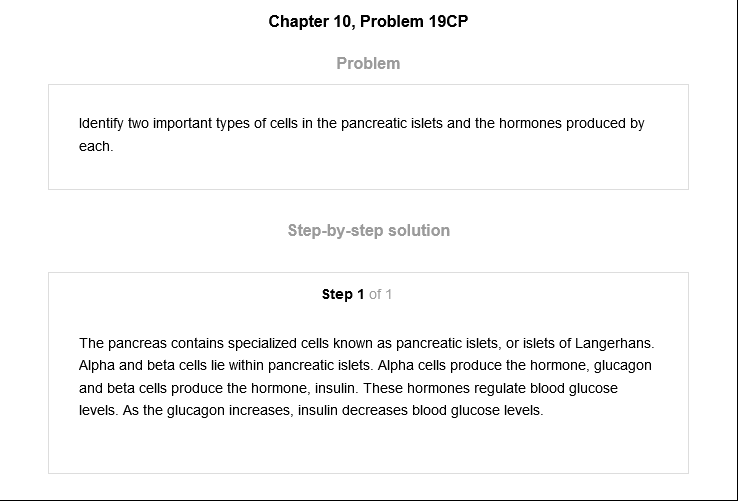 Chapter 10, Problem 19CP
Problem
Identify two important types of cells in the pancreatic islets and the hormones produced by
each.
Step-by-step solution
Step 1 of 1
The pancreas contains specialized cells known as pancreatic islets, or islets of Langerhans.
Alpha and beta cells lie within pancreatic islets. Alpha cells produce the hormone, glucagon
and beta cells produce the hormone, insulin. These hormones regulate blood glucose
levels. As the glucagon increases, insulin decreases blood glucose levels.